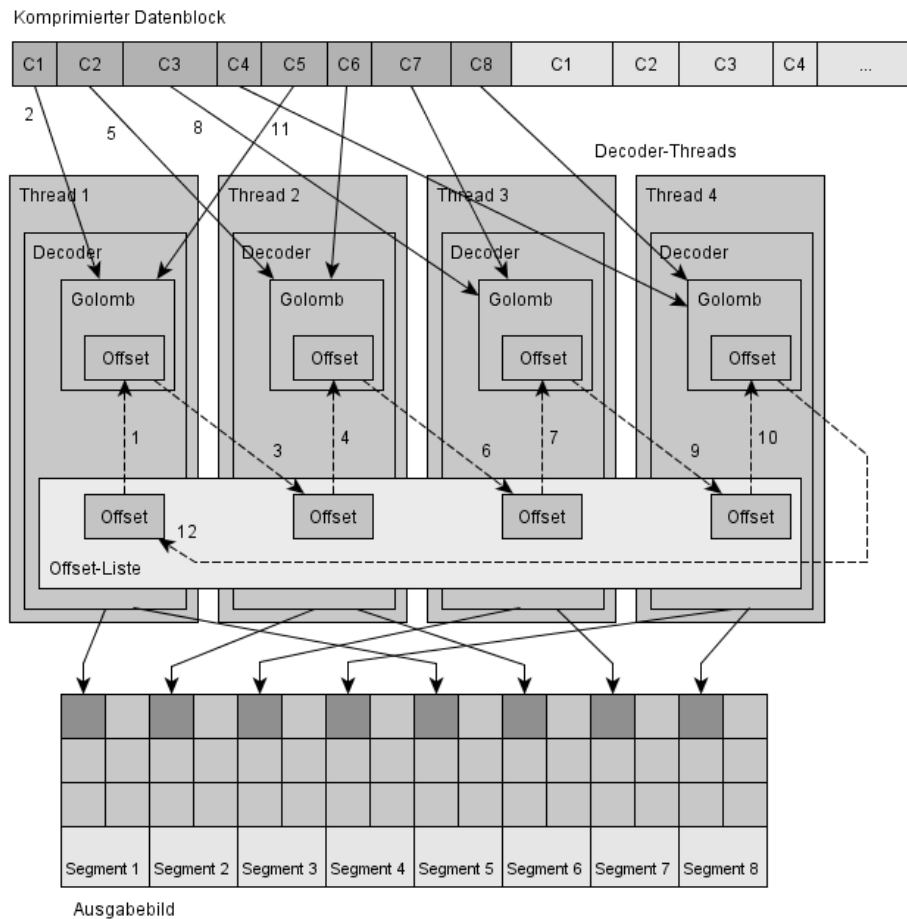 Komprimierter Datenblock
C1 C2 C3 C4 C5 C6 C7 C8 C1 C2 C3 C4 ...
2 5 8 11
Decoder-Threads
Thread 1 Thread 2 Thread 3 Thread 4
Decoder Decoder Decoder Decoder
Golomb Golomb Golomb Golomb
Offset Offset Offset Offset
1 3 4 6 7 9 10
Offset Offset Offset Offset
12
Offset-Liste
Segment 1 Segment 2 Segment 3 Segment 4 Segment 5 Segment 6 Segment 7 Segment 8
Ausgabebild